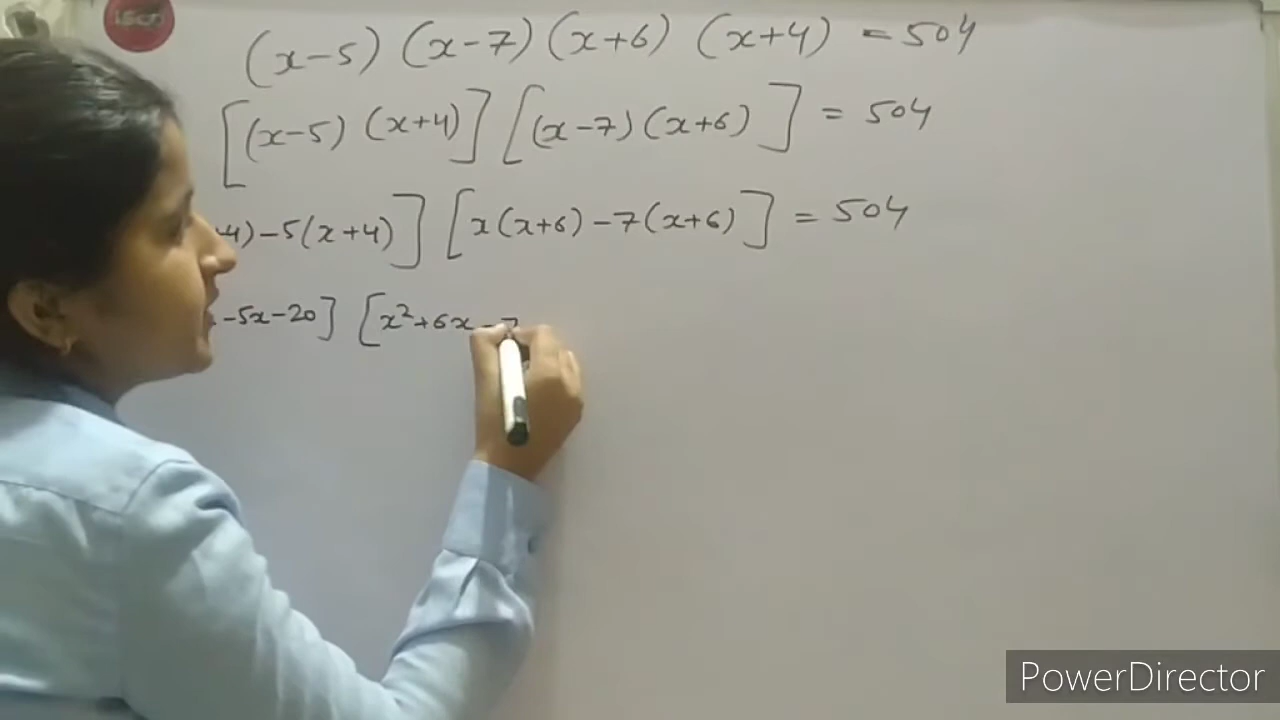 (x-5) (x-7) (x+6) (x+4) = 504
[(x-5) (x+4)] [(x-7) (x+6)] = 504
4) -5(x+4)] [x(x+6) -7(x+6)] = 504
-5x-20] [x²+6x-7
PowerDirector